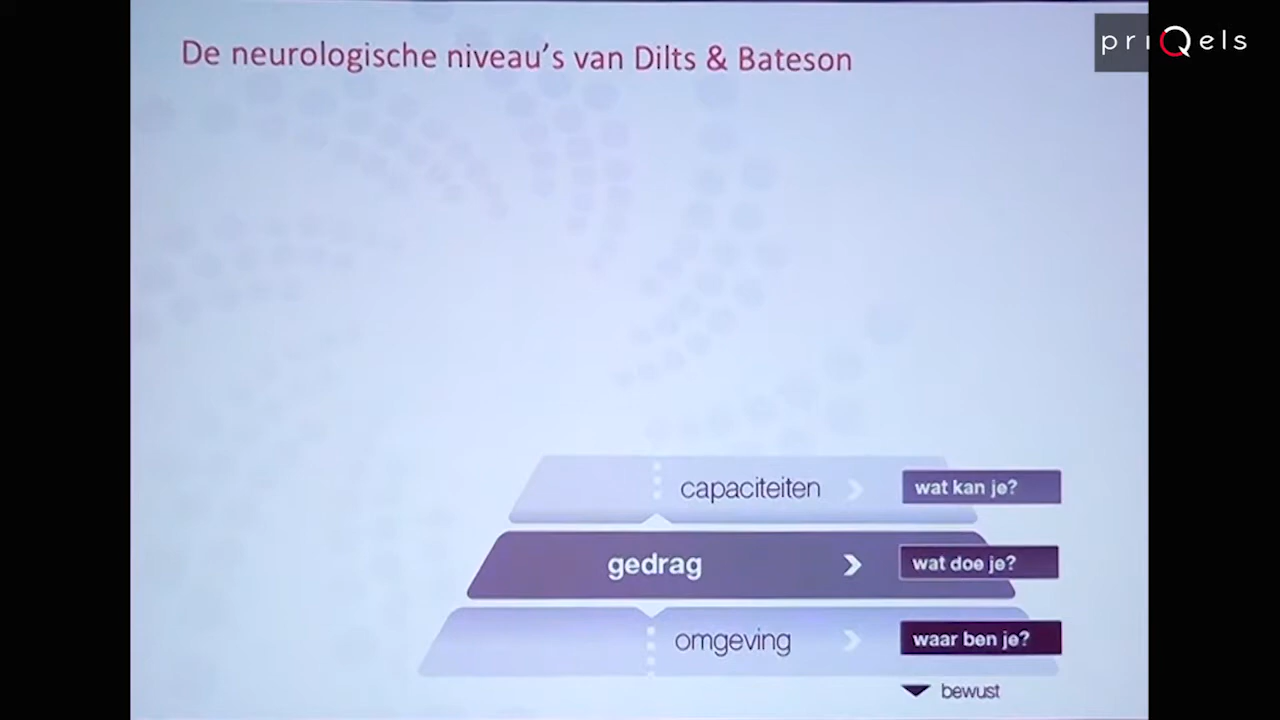 De neurologische niveau's van Dilts & Bateson
priQels
capaciteiten
wat kan je?
gedrag
wat doe je?
omgeving
waar ben je?
bewust